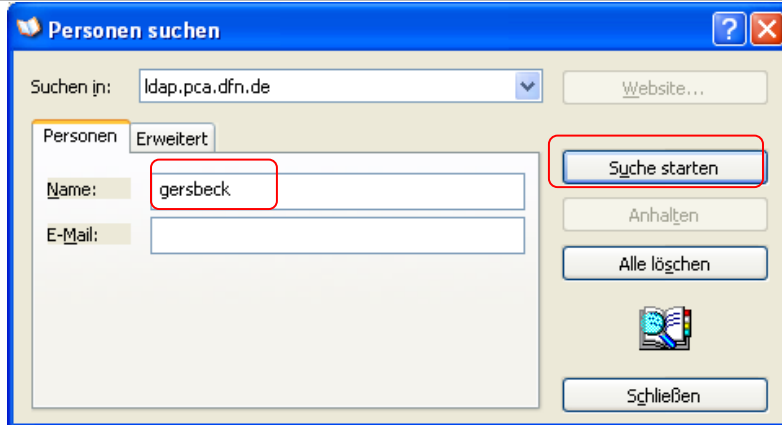 Personen suchen
Suchen in: ldap.pca.dfn.de
Website...
Personen Erweitert
Suche starten
Name: gersbeck
Anhalten
E-Mail:
Alle löschen
Schließen